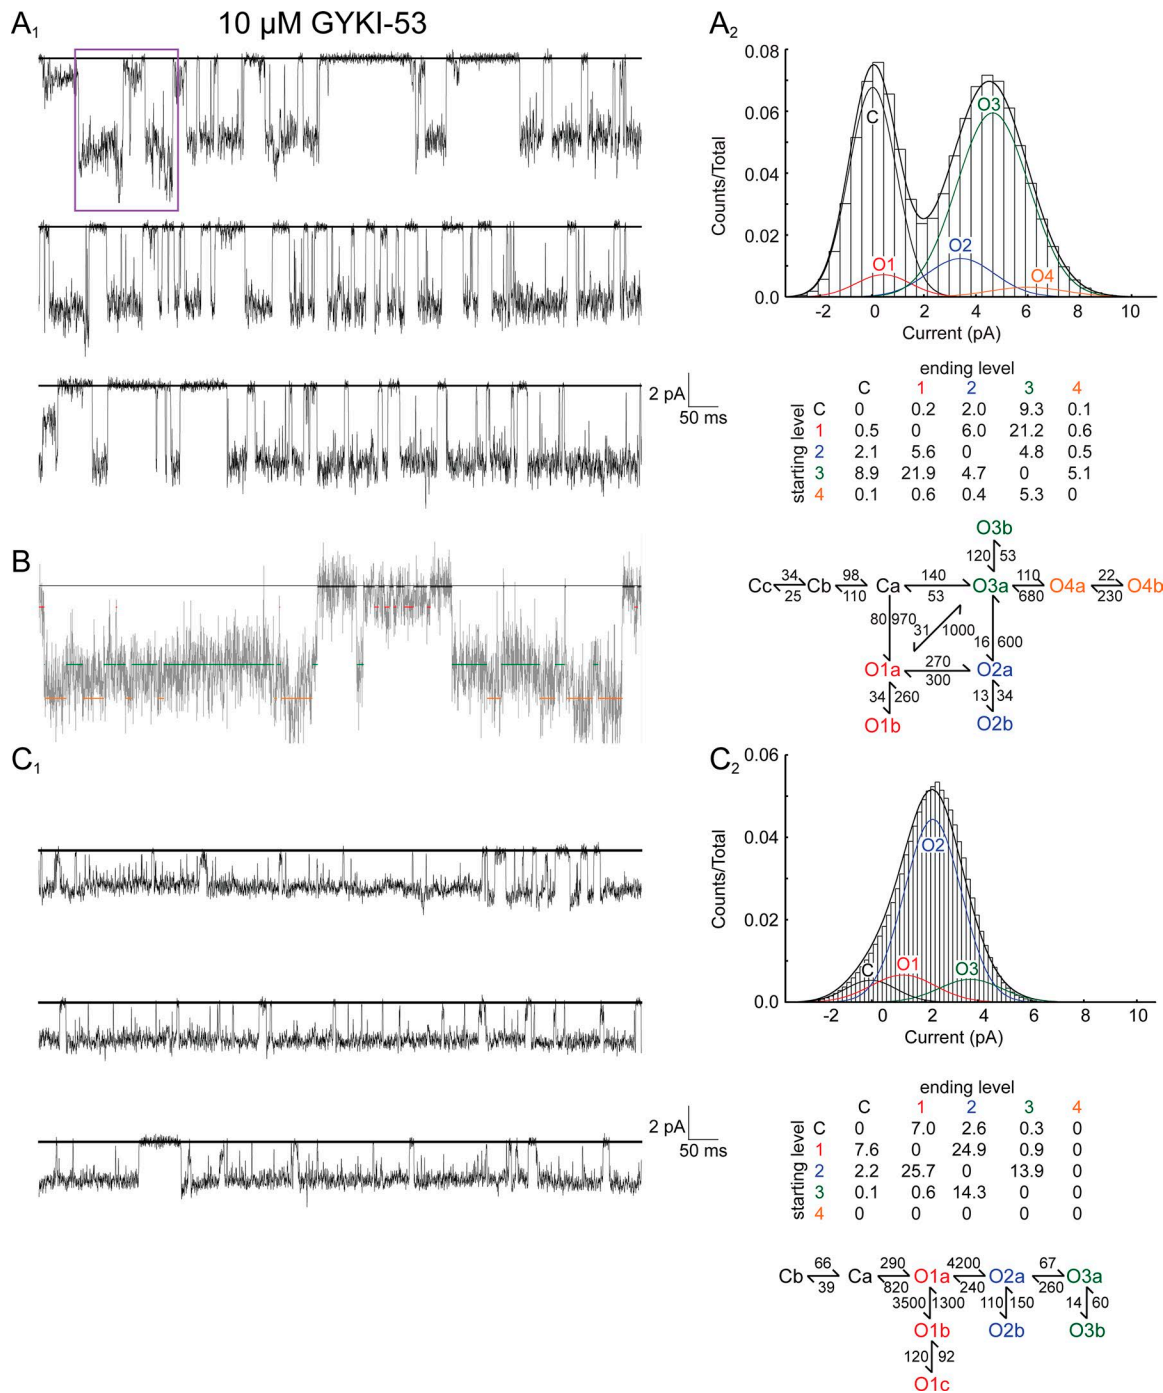 A1
10 µM GYKI-53
A2
0.08
0.06
0.04
0.02
0.0
Counts/Total
C
O1
O2
O3
O4
-2 0 2 4 6 8 10
Current (pA)
2 pA
50 ms
ending level
C 1 2 3 4
starting level
C 0 0.2 2.0 9.3 0.1
1 0.5 0 6.0 21.2 0.6
2 2.1 5.6 0 4.8 0.5
3 8.9 21.9 4.7 0 5.1
4 0.1 0.6 0.4 5.3 0
O3b
120 53
34 98 140 110 22
Cc Cb Ca O3a O4a O4b
25 110 53 680 230
80 970 31 1000 16 600
270
O1a O2a
300
34 260 13 34
O1b O2b
B
C1
C2
0.06
0.04
0.02
0.0
Counts/Total
C
O1
O2
O3
-2 0 2 4 6 8 10
Current (pA)
2 pA
50 ms
ending level
C 1 2 3 4
starting level
C 0 7.0 2.6 0.3 0
1 7.6 0 24.9 0.9 0
2 2.2 25.7 0 13.9 0
3 0.1 0.6 14.3 0 0
4 0 0 0 0 0
66 290 4200 67
Cb Ca O1a O2a O3a
39 820 240 260
3500 1300 110 150 14 60
O1b O2b O3b
120 92
O1c